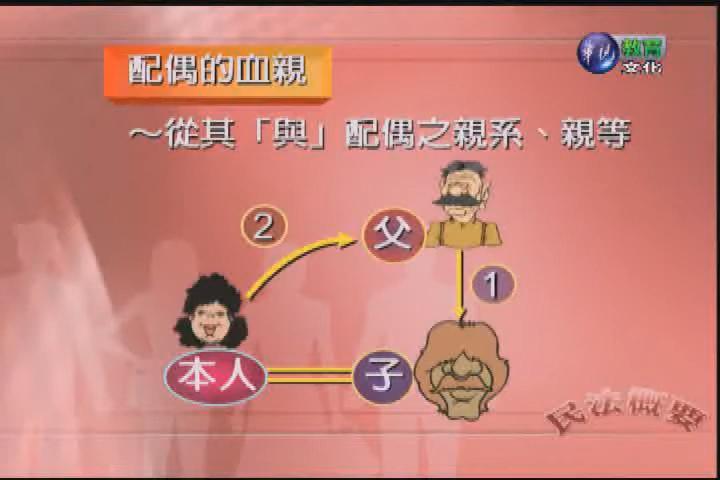 華視
教育
文化
配偶的血親
～從其「與」配偶之親系、親等
2
父
1
本人
子
民法概要